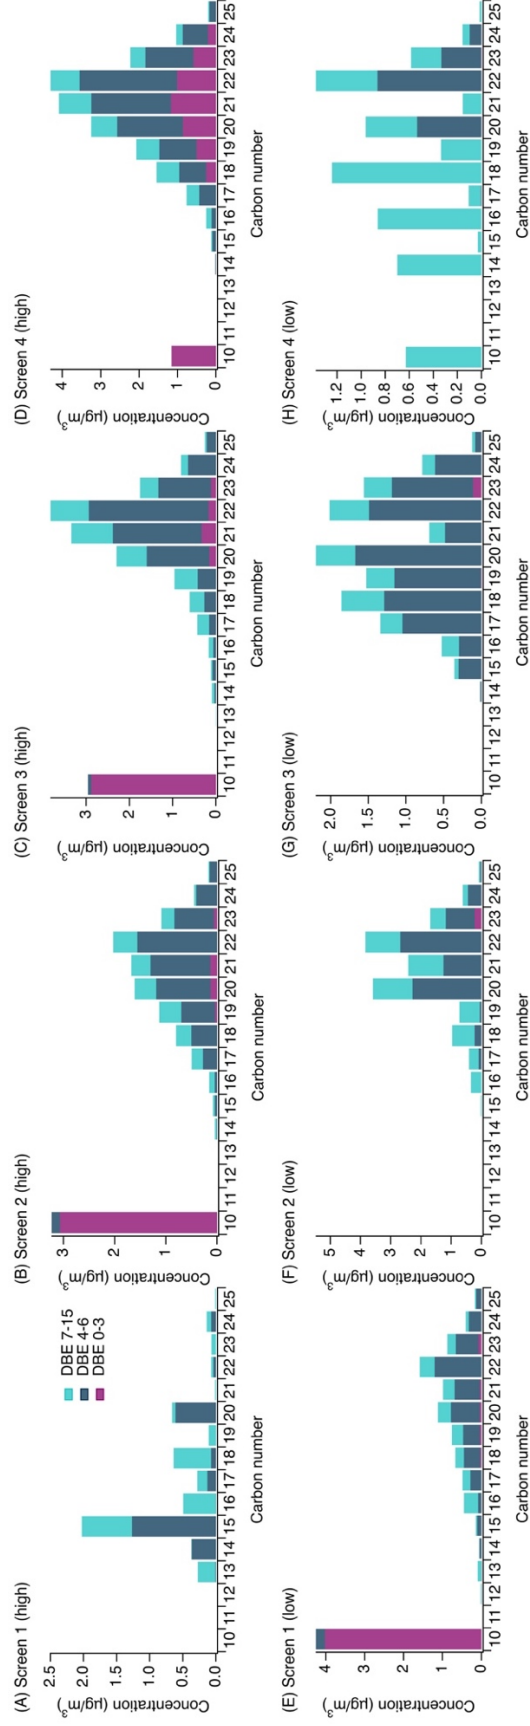 (A) Screen 1 (high)
Concentration (µg/m³)
2.5
2.0
1.5
1.0
0.5
0.0
DBE 7-15
DBE 4-6
DBE 0-3
10 11 12 13 14 15 16 17 18 19 20 21 22 23 24 25
Carbon number
(B) Screen 2 (high)
Concentration (µg/m³)
3
2
1
0
10 11 12 13 14 15 16 17 18 19 20 21 22 23 24 25
Carbon number
(C) Screen 3 (high)
Concentration (µg/m³)
3
2
1
0
10 11 12 13 14 15 16 17 18 19 20 21 22 23 24 25
Carbon number
(D) Screen 4 (high)
Concentration (µg/m³)
4
3
2
1
0
10 11 12 13 14 15 16 17 18 19 20 21 22 23 24 25
Carbon number
(E) Screen 1 (low)
Concentration (µg/m³)
4
3
2
1
0
10 11 12 13 14 15 16 17 18 19 20 21 22 23 24 25
Carbon number
(F) Screen 2 (low)
Concentration (µg/m³)
5
4
3
2
1
0
10 11 12 13 14 15 16 17 18 19 20 21 22 23 24 25
Carbon number
(G) Screen 3 (low)
Concentration (µg/m³)
2.0
1.5
1.0
0.5
0.0
10 11 12 13 14 15 16 17 18 19 20 21 22 23 24 25
Carbon number
(H) Screen 4 (low)
Concentration (µg/m³)
1.2
1.0
0.8
0.6
0.4
0.2
0.0
10 11 12 13 14 15 16 17 18 19 20 21 22 23 24 25
Carbon number